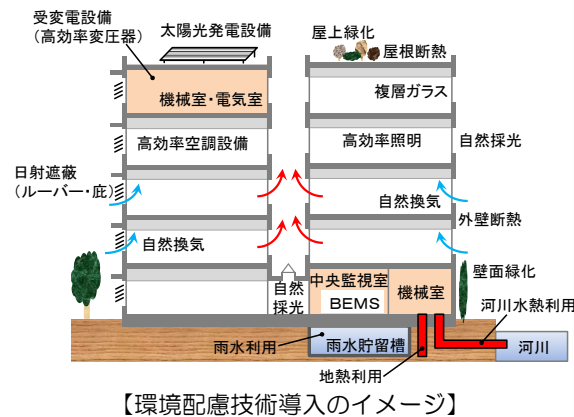 受変電設備
(高効率変圧器)
太陽光発電設備
屋上緑化
屋根断熱
機械室・電気室
複層ガラス
高効率空調設備
高効率照明
自然採光
日射遮蔽
(ルーバー・庇)
自然換気
外壁断熱
自然換気
自然
採光
中央監視室
BEMS
機械室
壁面緑化
河川水熱利用
雨水利用
雨水貯留槽
河川
地熱利用
【環境配慮技術導入のイメージ】